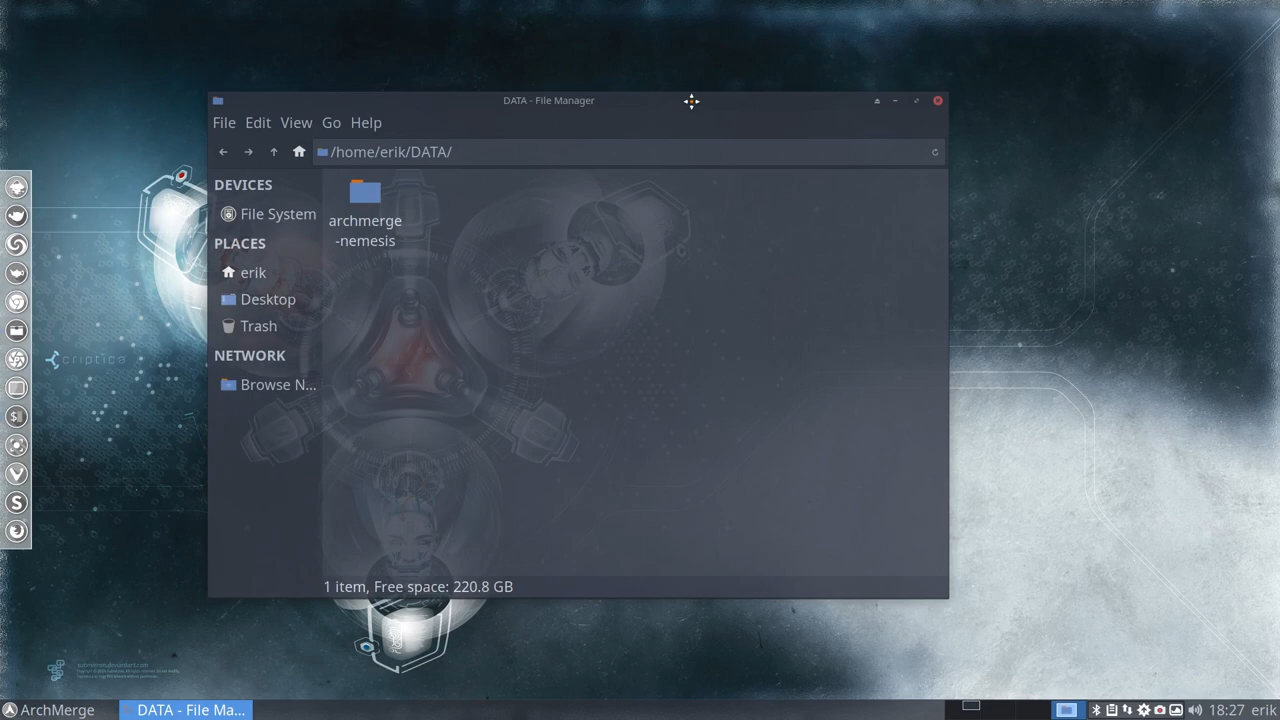 DATA - File Manager
File Edit View Go Help
/home/erik/DATA/
DEVICES
File System
PLACES
erik
Desktop
Trash
NETWORK
Browse N...
archmerge
-nemesis
1 item, Free space: 220.8 GB
criptics
ArchMerge
DATA - File Ma...
18:27 erik